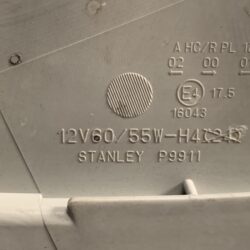 A HC/R PL
02 00
E4 17.5
16043
12V60/55W-H4
STANLEY P9911